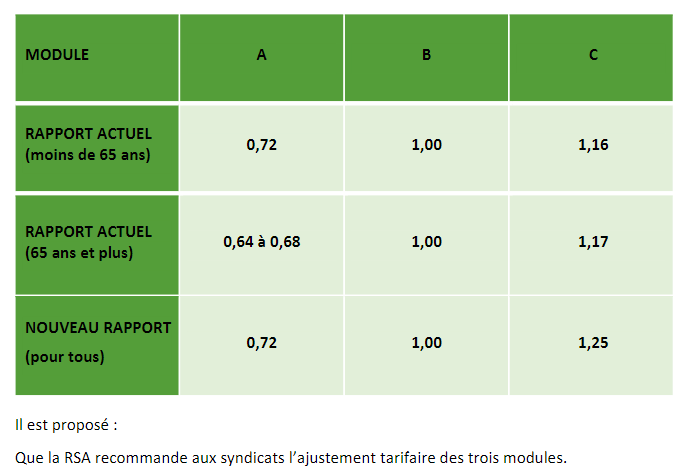 MODULE A B C
RAPPORT ACTUEL
(moins de 65 ans) 0,72 1,00 1,16
RAPPORT ACTUEL
(65 ans et plus) 0,64 à 0,68 1,00 1,17
NOUVEAU RAPPORT
(pour tous) 0,72 1,00 1,25
Il est proposé :
Que la RSA recommande aux syndicats l’ajustement tarifaire des trois modules.